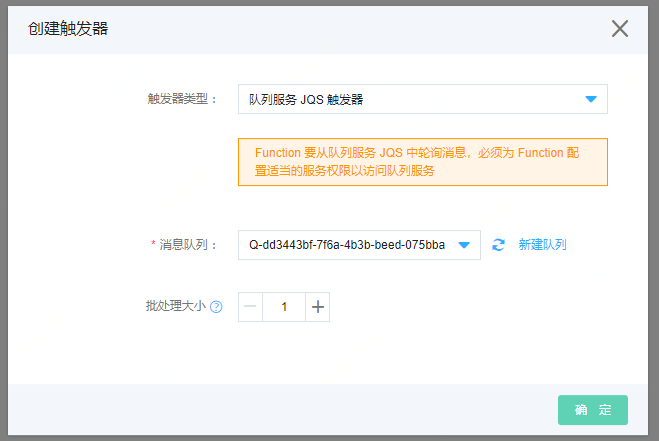 创建触发器
触发器类型： 队列服务 JQS 触发器
Function 要从队列服务 JQS 中轮询消息，必须为 Function 配
置适当的服务权限以访问队列服务
* 消息队列： Q-dd3443bf-7f6a-4b3b-beed-075bba 新建队列
批处理大小 ? 1
确 定